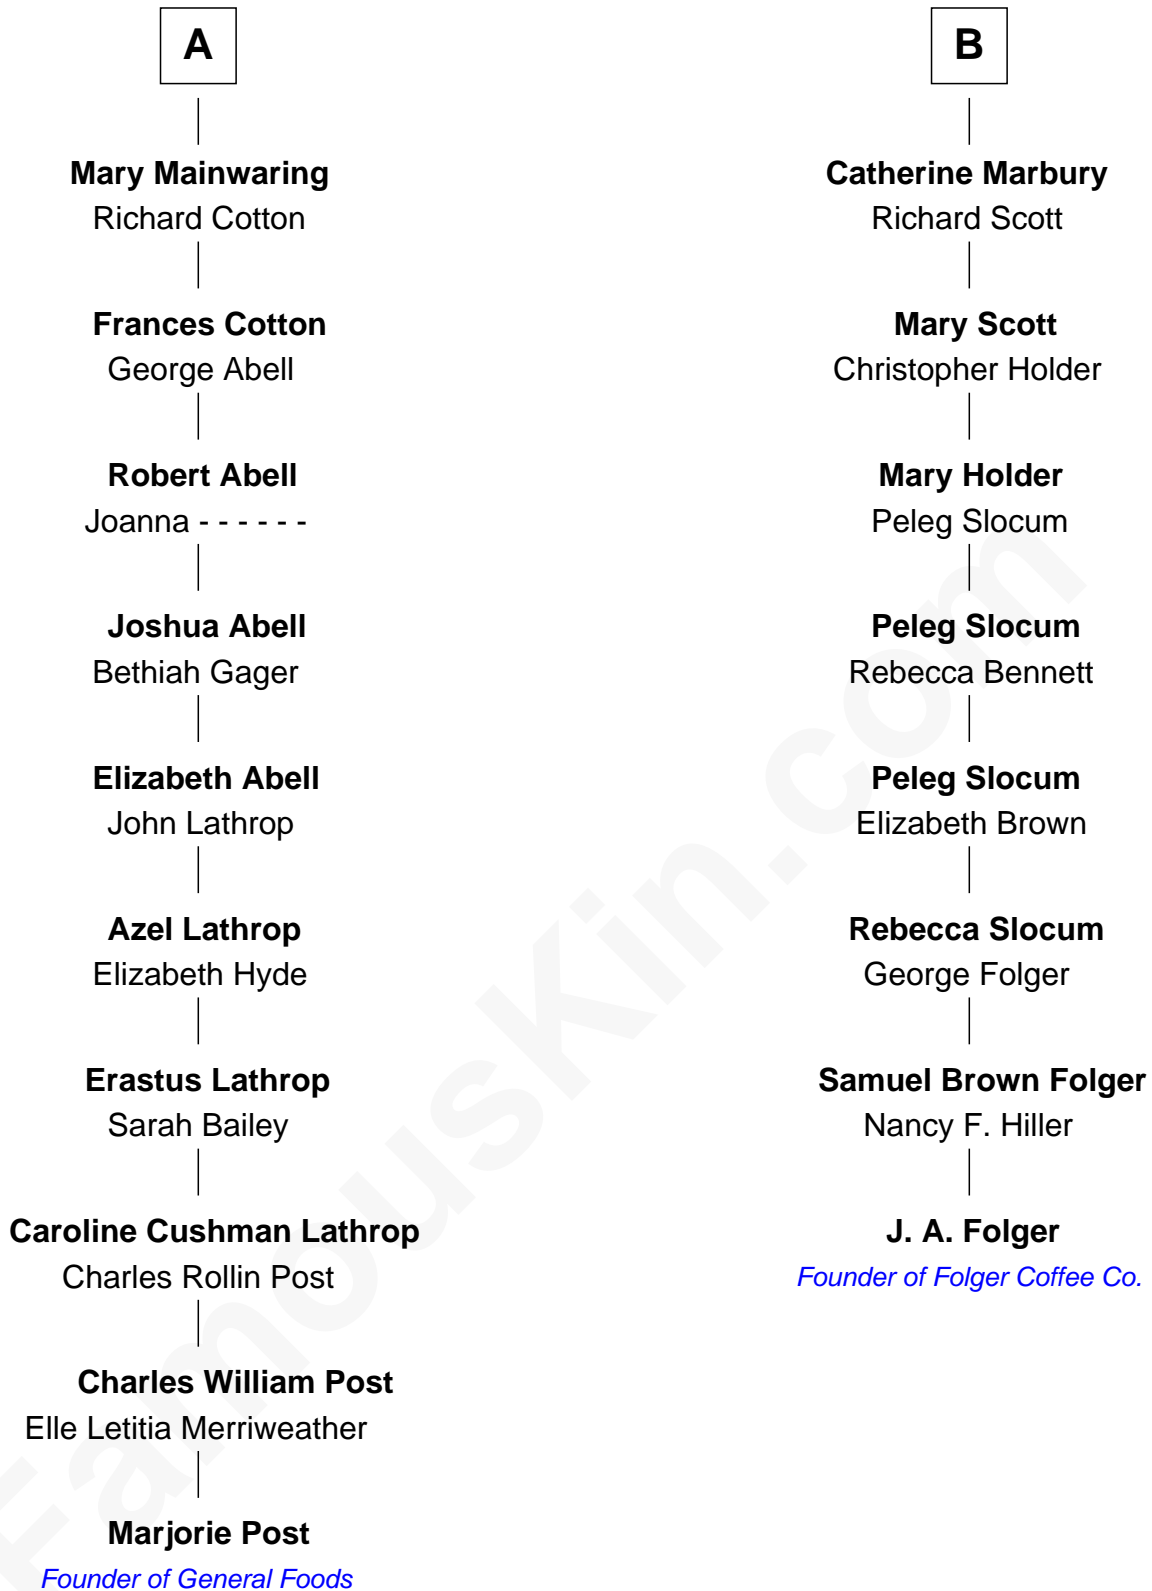 A
Mary Mainwaring
Richard Cotton
Frances Cotton
George Abell
Robert Abell
Joanna - - - - - -
Joshua Abell
Bethiah Gager
Elizabeth Abell
John Lathrop
Azel Lathrop
Elizabeth Hyde
Erastus Lathrop
Sarah Bailey
Caroline Cushman Lathrop
Charles Rollin Post
Charles William Post
Elle Letitia Merriweather
Marjorie Post
Founder of General Foods
B
Catherine Marbury
Richard Scott
Mary Scott
Christopher Holder
Mary Holder
Peleg Slocum
Peleg Slocum
Rebecca Bennett
Peleg Slocum
Elizabeth Brown
Rebecca Slocum
George Folger
Samuel Brown Folger
Nancy F. Hiller
J. A. Folger
Founder of Folger Coffee Co.
FamousKin.com